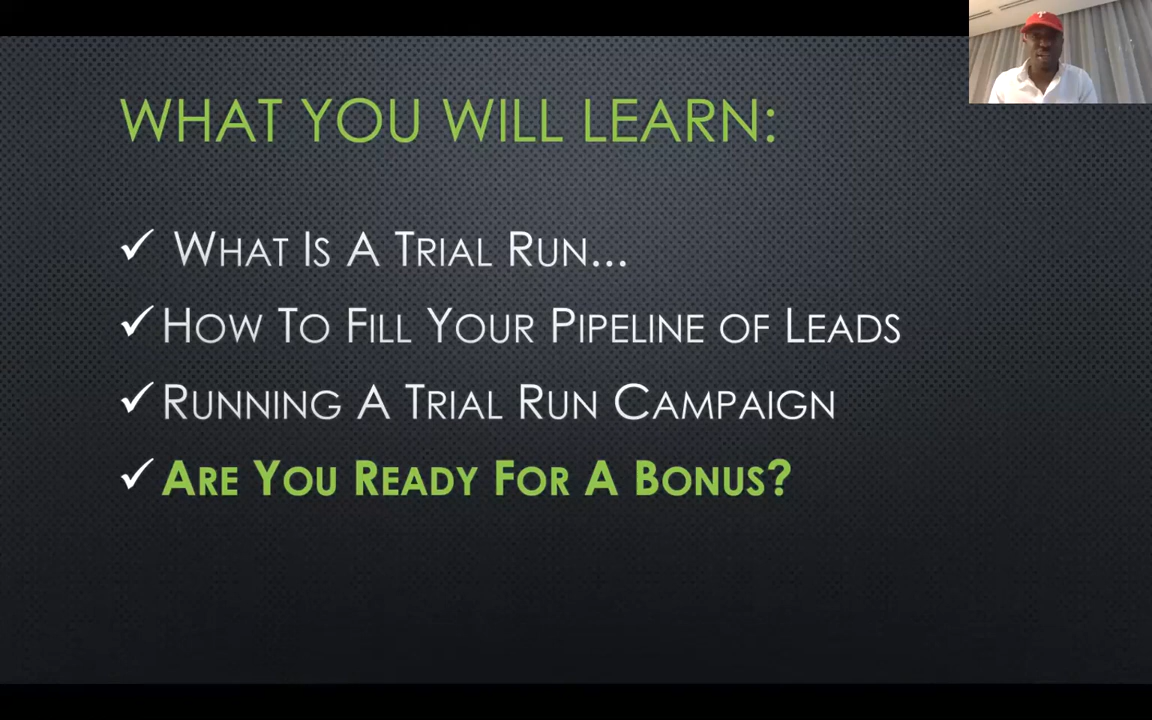 WHAT YOU WILL LEARN:
✓ WHAT IS A TRIAL RUN...
✓ HOW TO FILL YOUR PIPELINE OF LEADS
✓ RUNNING A TRIAL RUN CAMPAIGN
✓ ARE YOU READY FOR A BONUS?